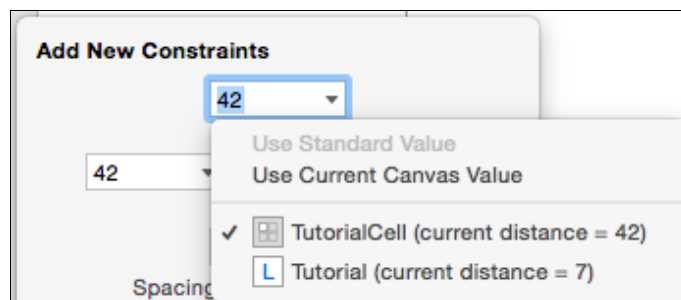 Add New Constraints
42
Use Standard Value
42
Use Current Canvas Value
✓ TutorialCell (current distance = 42)
L Tutorial (current distance = 7)
Spacing